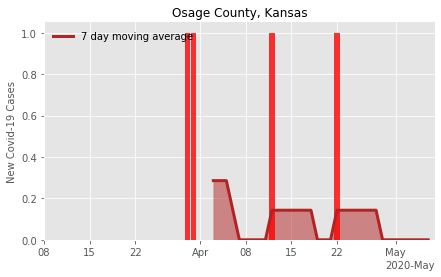 Osage County, Kansas
7 day moving average
New Covid-19 Cases
1.0
0.8
0.6
0.4
0.2
0.0
08 15 22 Apr 08 15 22 May
2020-May